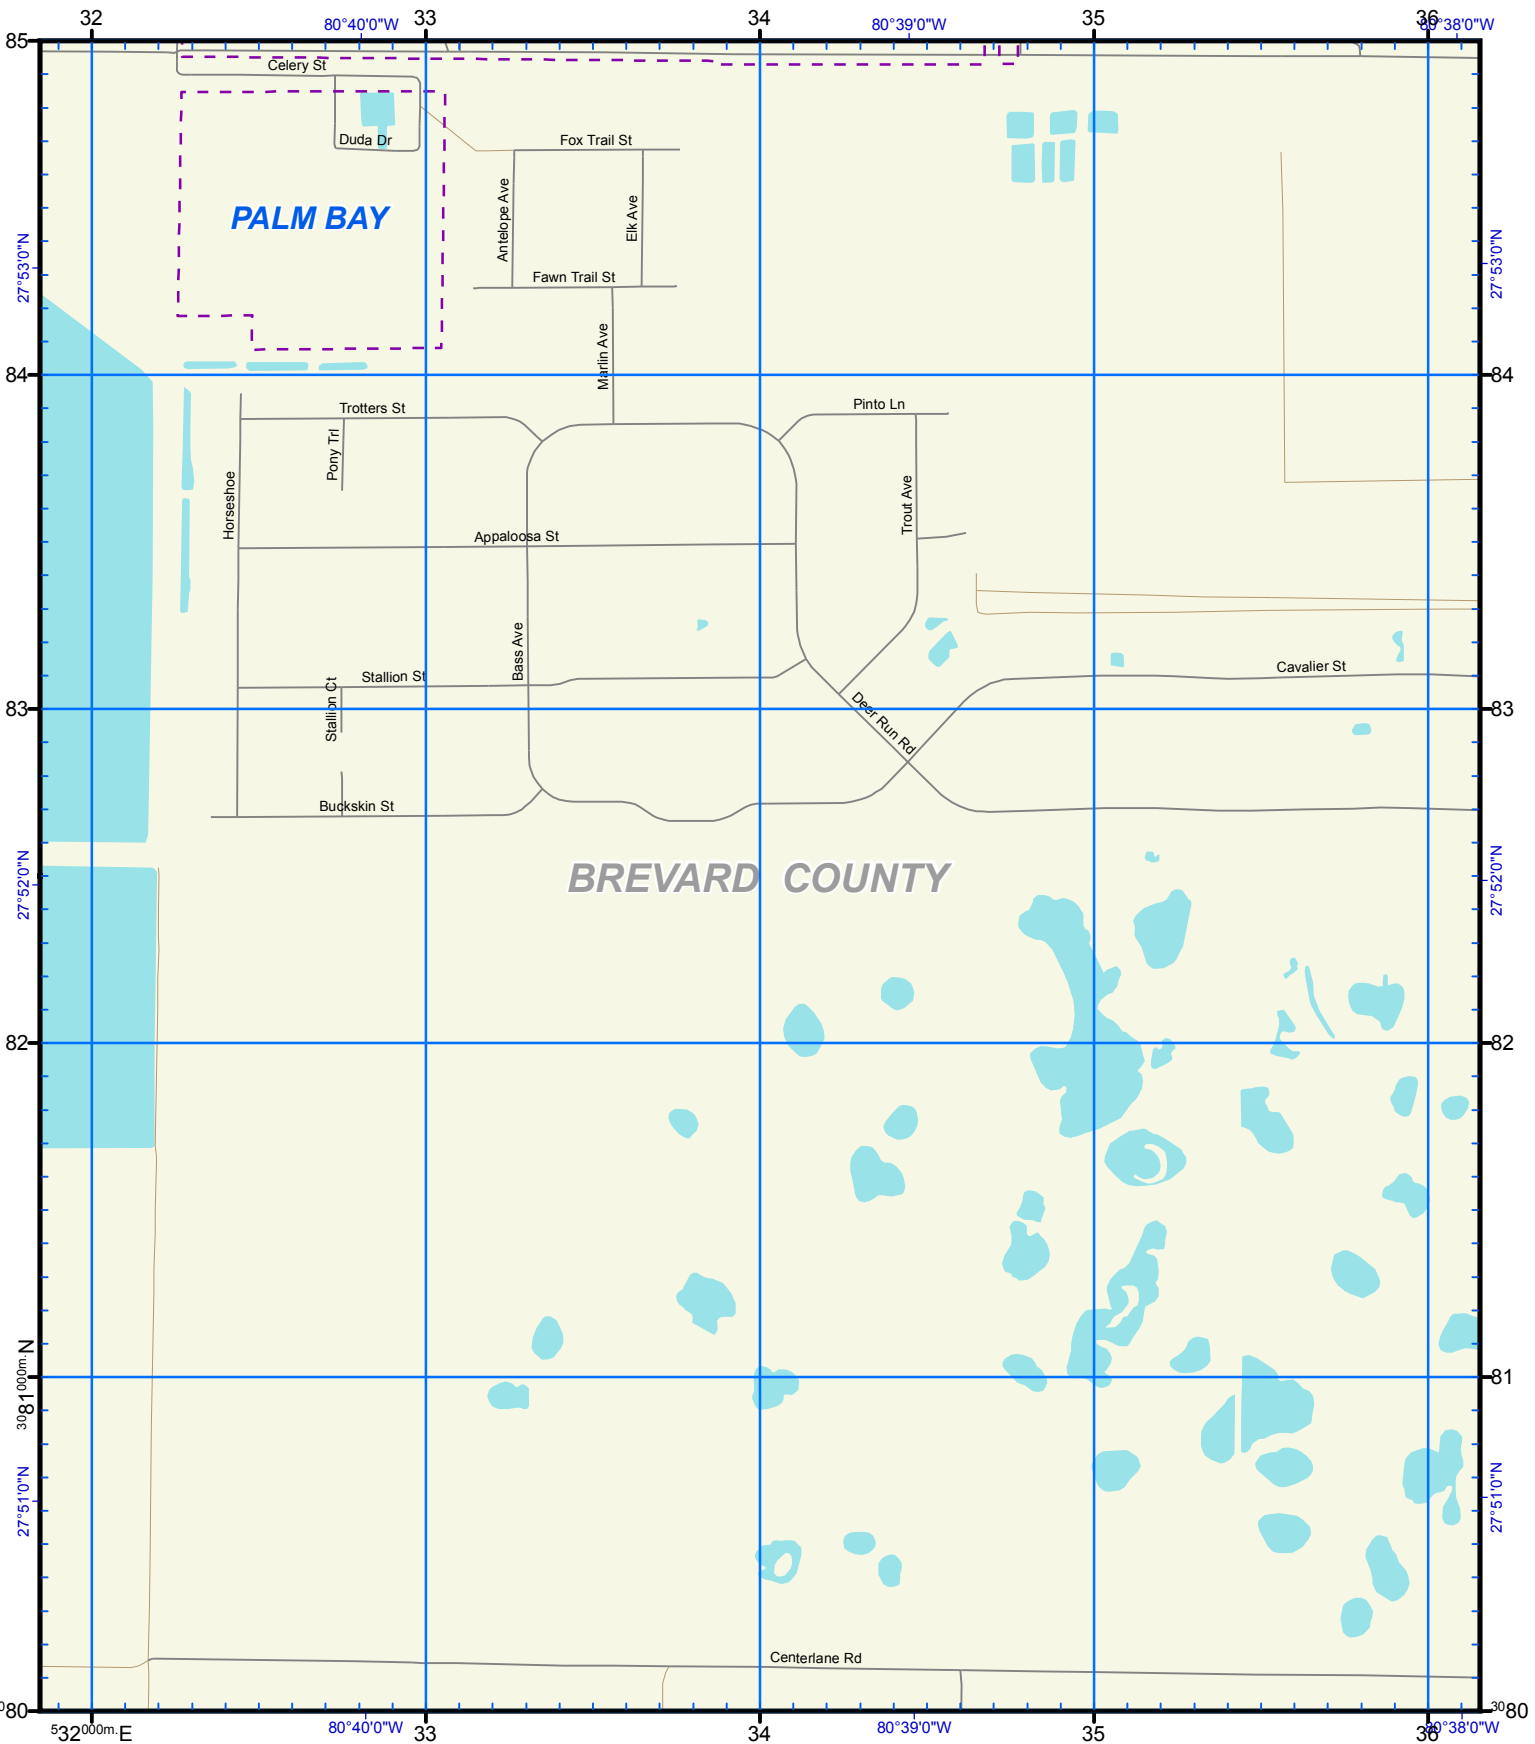 32 33 34 35 36
80°40'0"W 80°39'0"W 80°38'0"W
85
Celery St
Duda Dr
Fox Trail St
PALM BAY
Antelope Ave
Elk Ave
27°53'0"N 27°53'0"N
Fawn Trail St
Marlin Ave
84 84
Trotters St
Pinto Ln
Pony Trl
Horseshoe
Trout Ave
Appaloosa St
Bass Ave
Stallion St
Cavalier St
Stallion Ct
83 83
Deer Run Rd
Buckskin St
BREVARD COUNTY
27°52'0"N 27°52'0"N
82 82
3081000m.N 81
27°51'0"N 27°51'0"N
Centerlane Rd
080 3080
532000m.E 33 34 35 36
80°40'0"W 80°39'0"W 80°38'0"W